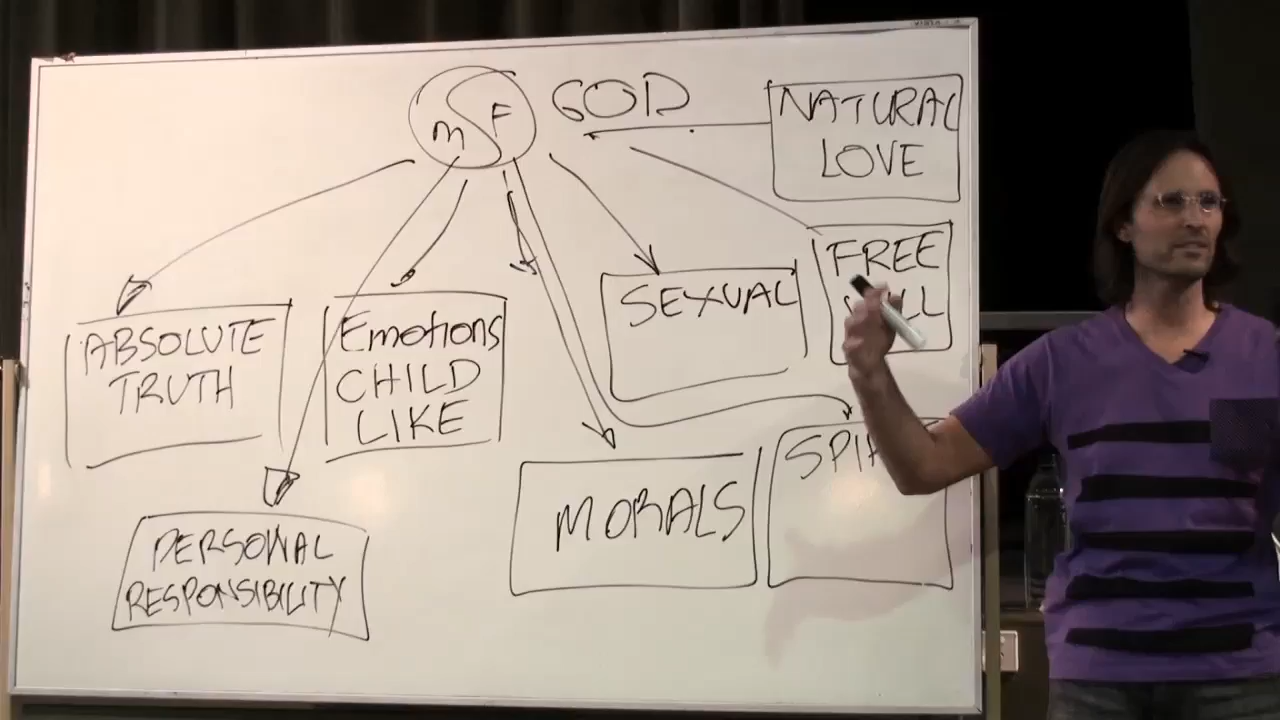 M F GOD
NATURAL
LOVE
FREE
SEXUAL
ABSOLUTE
TRUTH
Emotions
CHILD
LIKE
MORALS
PERSONAL
RESPONSIBILITY